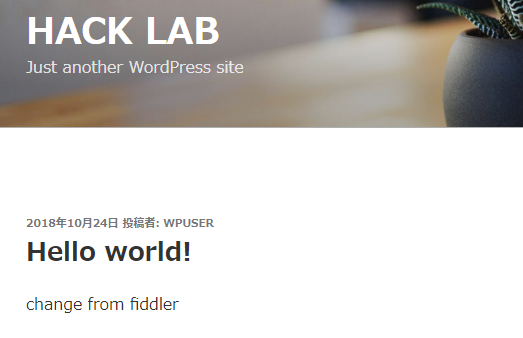 HACK LAB
Just another WordPress site
2018年10月24日 投稿者: WPUSER
Hello world!
change from fiddler